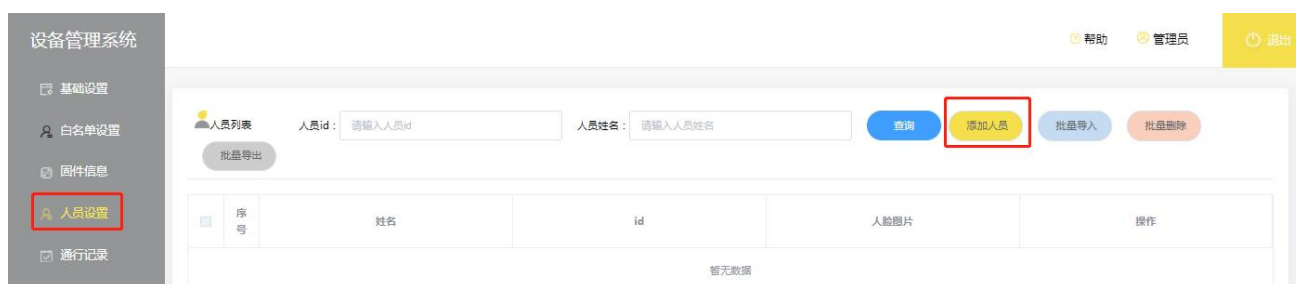 设备管理系统
帮助
管理员
退出
基础设置
白名单设置
固件信息
人员设置
通行记录
人员列表
人员id：
请输入人员id
人员姓名：
请输入人员姓名
查询
添加人员
批量导入
批量删除
批量导出
序号
姓名
id
人脸图片
操作
暂无数据